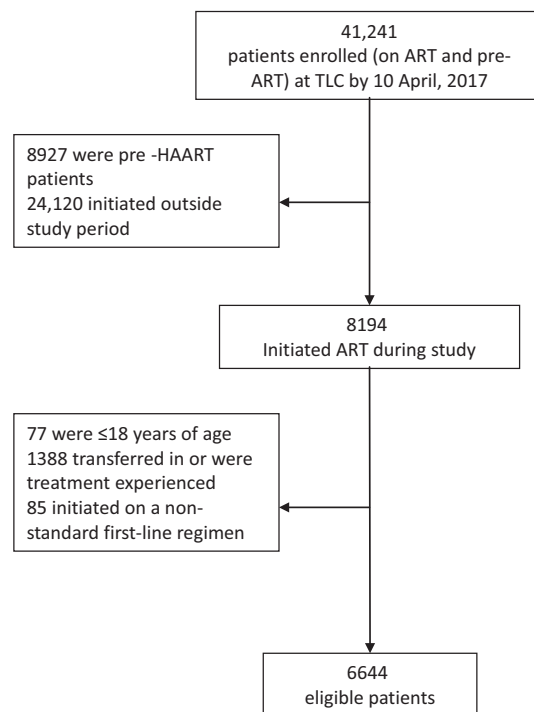 41,241
patients enrolled (on ART and pre-
ART) at TLC by 10 April, 2017
8927 were pre -HAART
patients
24,120 initiated outside
study period
8194
Initiated ART during study
77 were ≤18 years of age
1388 transferred in or were
treatment experienced
85 initiated on a non-
standard first-line regimen
6644
eligible patients